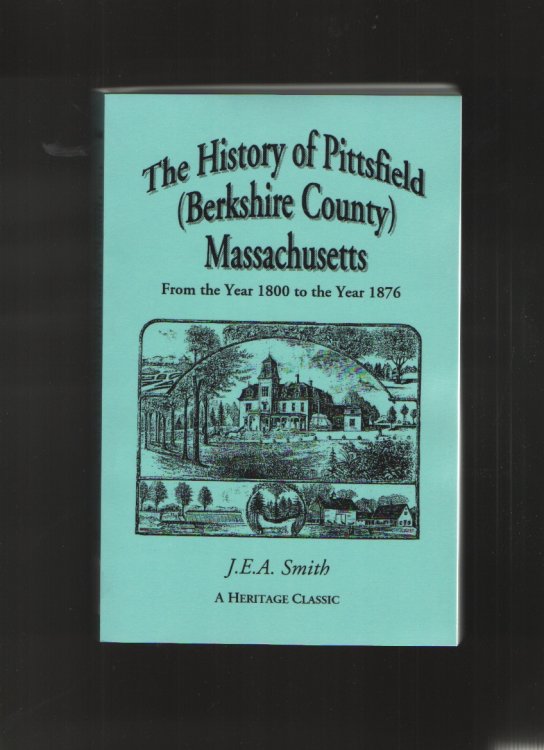 The History of Pittsfield
(Berkshire County)
Massachusetts
From the Year 1800 to the Year 1876
J.E.A. Smith
A HERITAGE CLASSIC